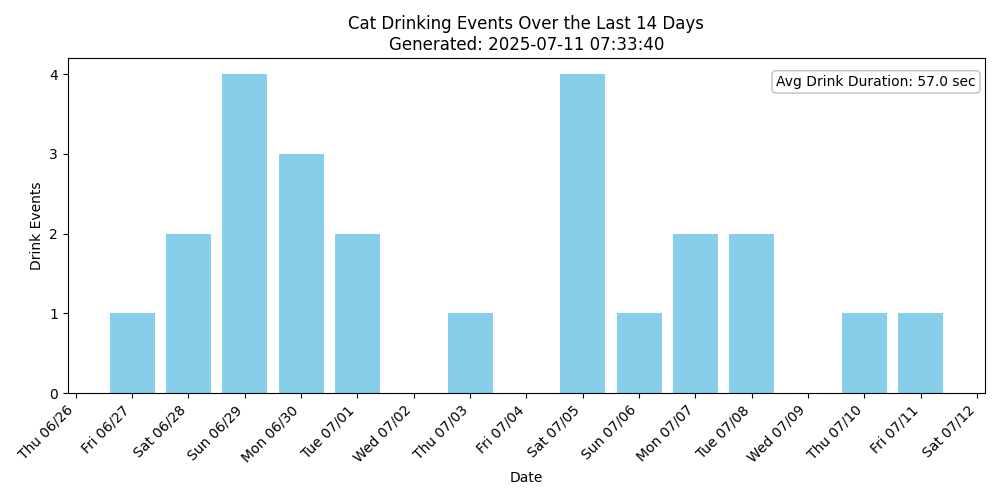 Cat Drinking Events Over the Last 14 Days
Generated: 2025-07-11 07:33:40
Avg Drink Duration: 57.0 sec
Drink Events
4
3
2
1
0
Thu 06/26
Fri 06/27
Sat 06/28
Sun 06/29
Mon 06/30
Tue 07/01
Wed 07/02
Thu 07/03
Fri 07/04
Sat 07/05
Sun 07/06
Mon 07/07
Tue 07/08
Wed 07/09
Thu 07/10
Fri 07/11
Sat 07/12
Date